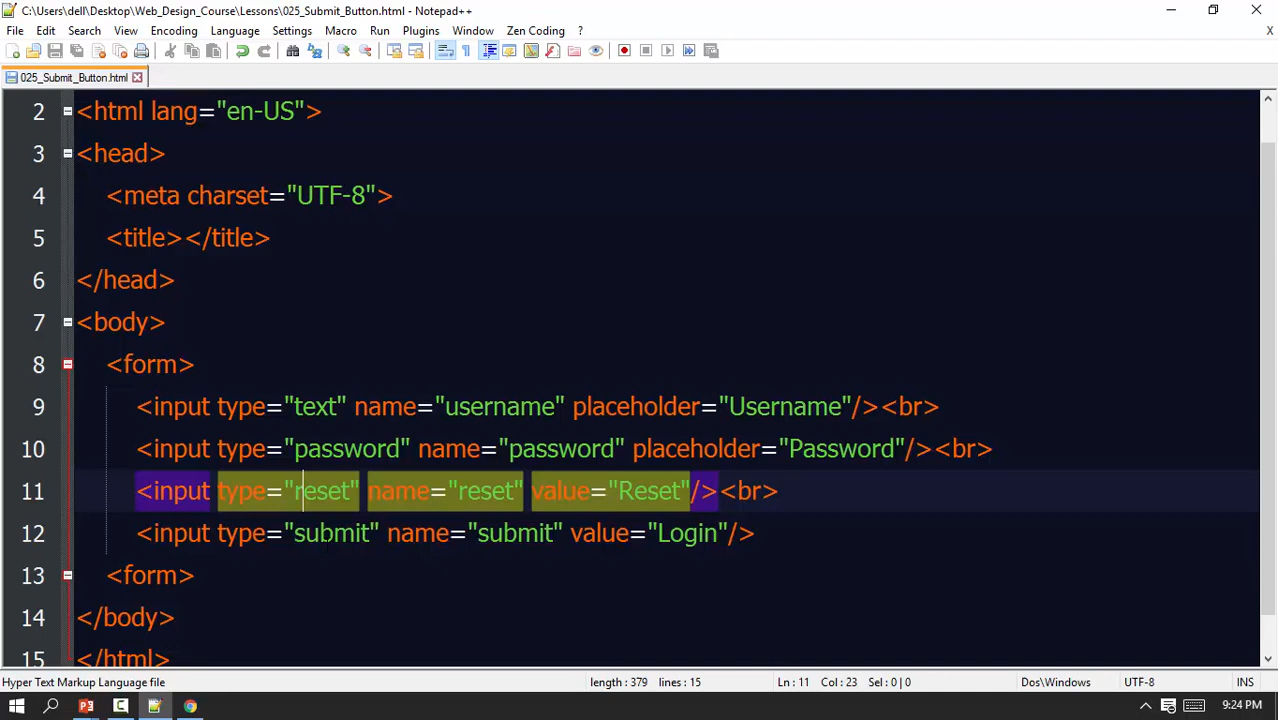 C:\Users\dell\Desktop\Web_Design_Course\Lessons\025_Submit_Button.html - Notepad++
File Edit Search View Encoding Language Settings Macro Run Plugins Window Zen Coding ? X
025_Submit_Button.html
2 <html lang="en-US">
3 <head>
4 <meta charset="UTF-8">
5 <title></title>
6 </head>
7 <body>
8 <form>
9 <input type="text" name="username" placeholder="Username"/><br>
10 <input type="password" name="password" placeholder="Password"/><br>
11 <input type="reset" name="reset" value="Reset"/><br>
12 <input type="submit" name="submit" value="Login"/>
13 <form>
14 </body>
15 </html>
Hyper Text Markup Language file length : 379 lines : 15 Ln : 11 Col : 23 Sel : 0 | 0 Dos\Windows UTF-8 INS
9:24 PM